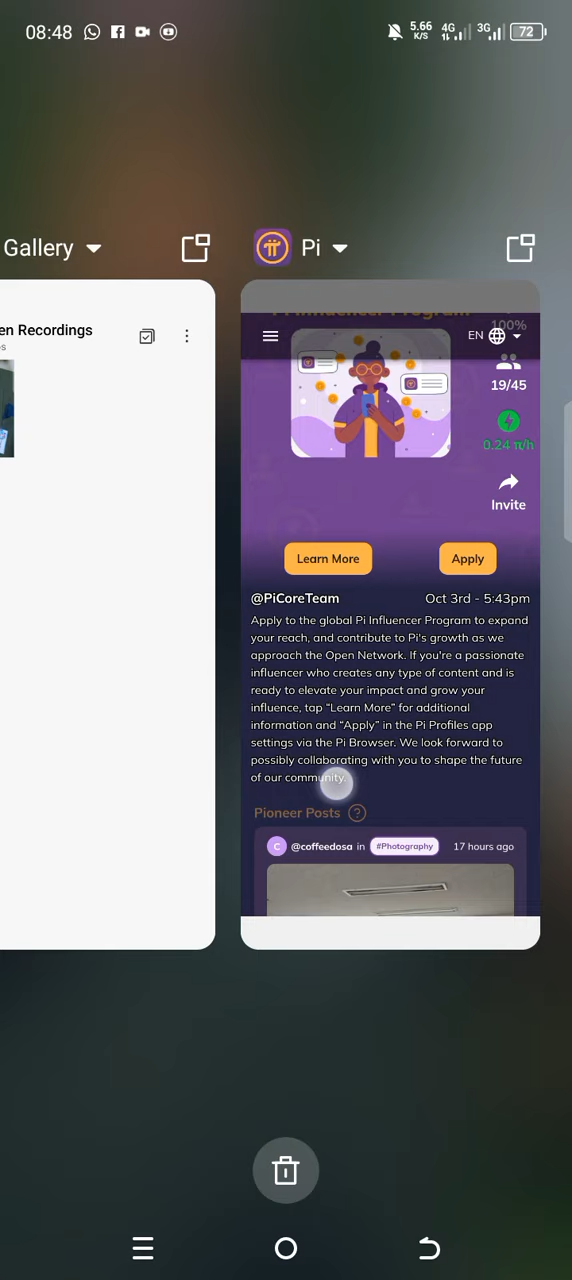 08:48
5.66
K/S
4G
3G
72
Gallery
Pi
en Recordings
EN
100%
19/45
0.24 π/h
Invite
Learn More
Apply
@PiCoreTeam
Oct 3rd - 5:43pm
Apply to the global Pi Influencer Program to expand
your reach, and contribute to Pi's growth as we
approach the Open Network. If you're a passionate
influencer who creates any type of content and is
ready to elevate your impact and grow your
influence, tap “Learn More” for additional
information and “Apply” in the Pi Profiles app
settings via the Pi Browser. We look forward to
possibly collaborating with you to shape the future
of our community.
Pioneer Posts ?
C @coffeedosa in #Photography 17 hours ago